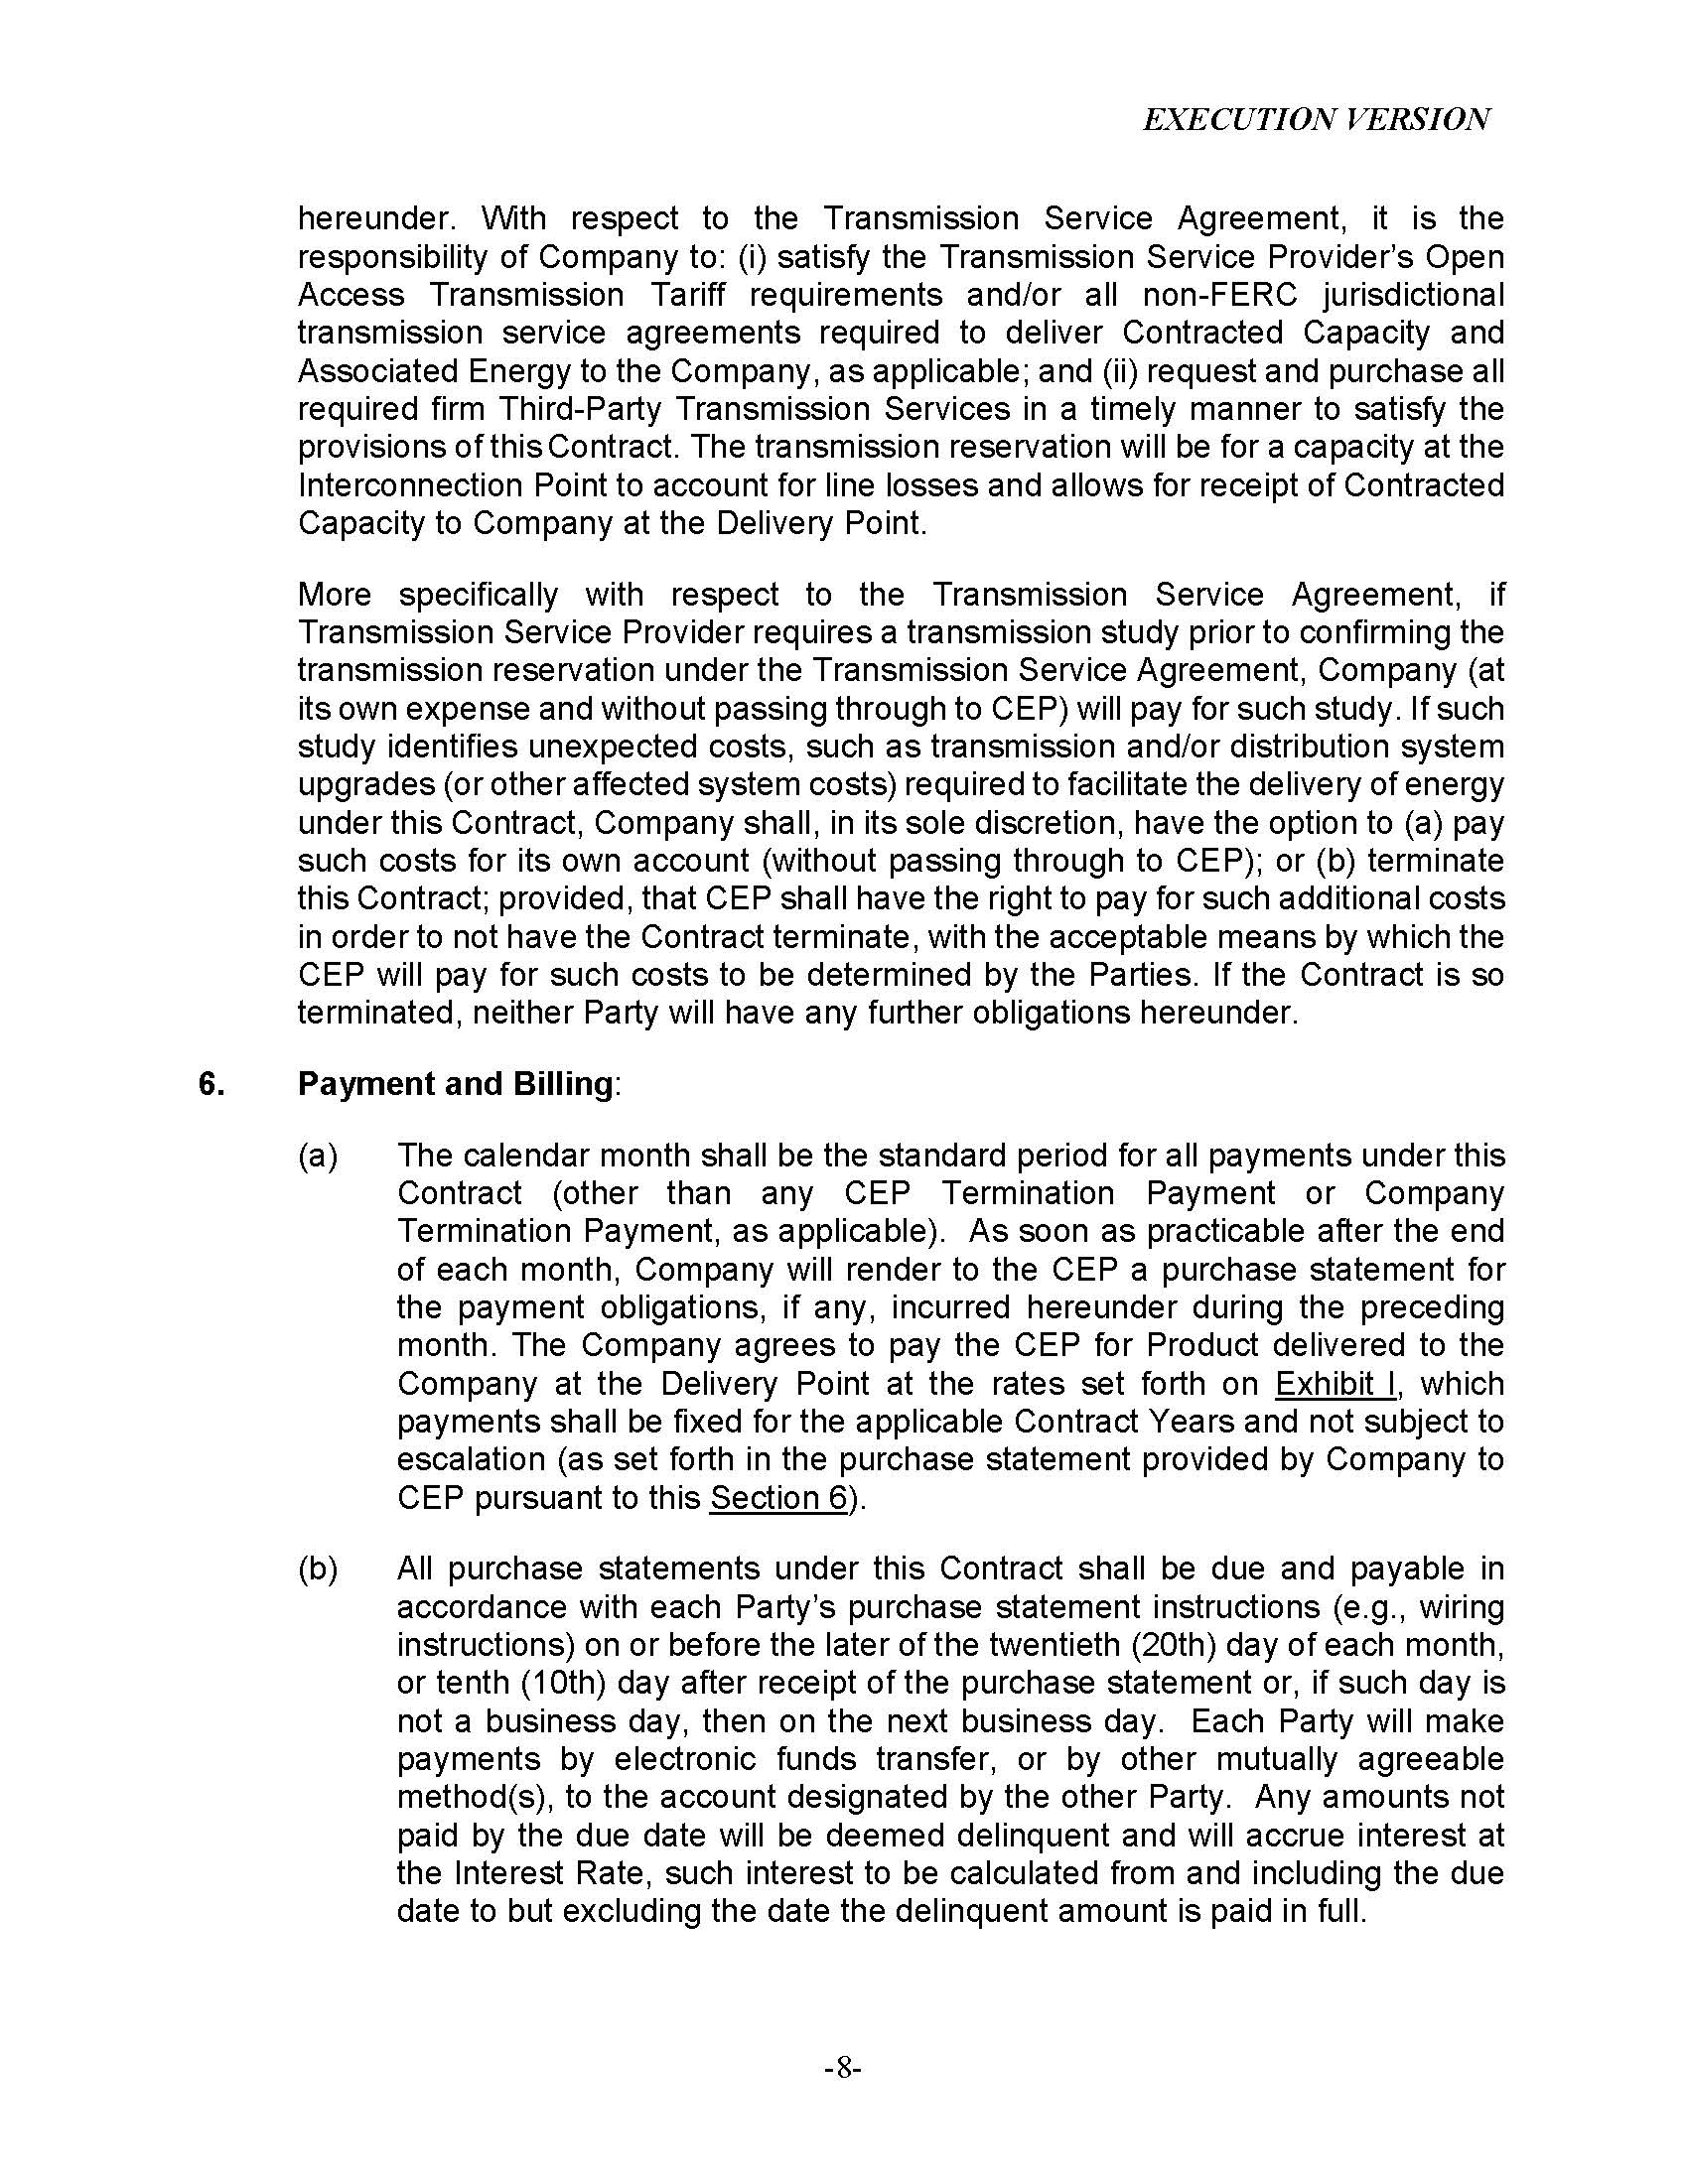 EXECUTION VERSION
hereunder. With respect to the Transmission Service Agreement, it is the
responsibility of Company to: (i) satisfy the Transmission Service Provider’s Open
Access Transmission Tariff requirements and/or all non-FERC jurisdictional
transmission service agreements required to deliver Contracted Capacity and
Associated Energy to the Company, as applicable; and (ii) request and purchase all
required firm Third-Party Transmission Services in a timely manner to satisfy the
provisions of this Contract. The transmission reservation will be for a capacity at the
Interconnection Point to account for line losses and allows for receipt of Contracted
Capacity to Company at the Delivery Point.
More specifically with respect to the Transmission Service Agreement, if
Transmission Service Provider requires a transmission study prior to confirming the
transmission reservation under the Transmission Service Agreement, Company (at
its own expense and without passing through to CEP) will pay for such study. If such
study identifies unexpected costs, such as transmission and/or distribution system
upgrades (or other affected system costs) required to facilitate the delivery of energy
under this Contract, Company shall, in its sole discretion, have the option to (a) pay
such costs for its own account (without passing through to CEP); or (b) terminate
this Contract; provided, that CEP shall have the right to pay for such additional costs
in order to not have the Contract terminate, with the acceptable means by which the
CEP will pay for such costs to be determined by the Parties. If the Contract is so
terminated, neither Party will have any further obligations hereunder.
6. Payment and Billing:
(a) The calendar month shall be the standard period for all payments under this
Contract (other than any CEP Termination Payment or Company
Termination Payment, as applicable). As soon as practicable after the end
of each month, Company will render to the CEP a purchase statement for
the payment obligations, if any, incurred hereunder during the preceding
month. The Company agrees to pay the CEP for Product delivered to the
Company at the Delivery Point at the rates set forth on Exhibit I, which
payments shall be fixed for the applicable Contract Years and not subject to
escalation (as set forth in the purchase statement provided by Company to
CEP pursuant to this Section 6).
(b) All purchase statements under this Contract shall be due and payable in
accordance with each Party’s purchase statement instructions (e.g., wiring
instructions) on or before the later of the twentieth (20th) day of each month,
or tenth (10th) day after receipt of the purchase statement or, if such day is
not a business day, then on the next business day. Each Party will make
payments by electronic funds transfer, or by other mutually agreeable
method(s), to the account designated by the other Party. Any amounts not
paid by the due date will be deemed delinquent and will accrue interest at
the Interest Rate, such interest to be calculated from and including the due
date to but excluding the date the delinquent amount is paid in full.
-8-